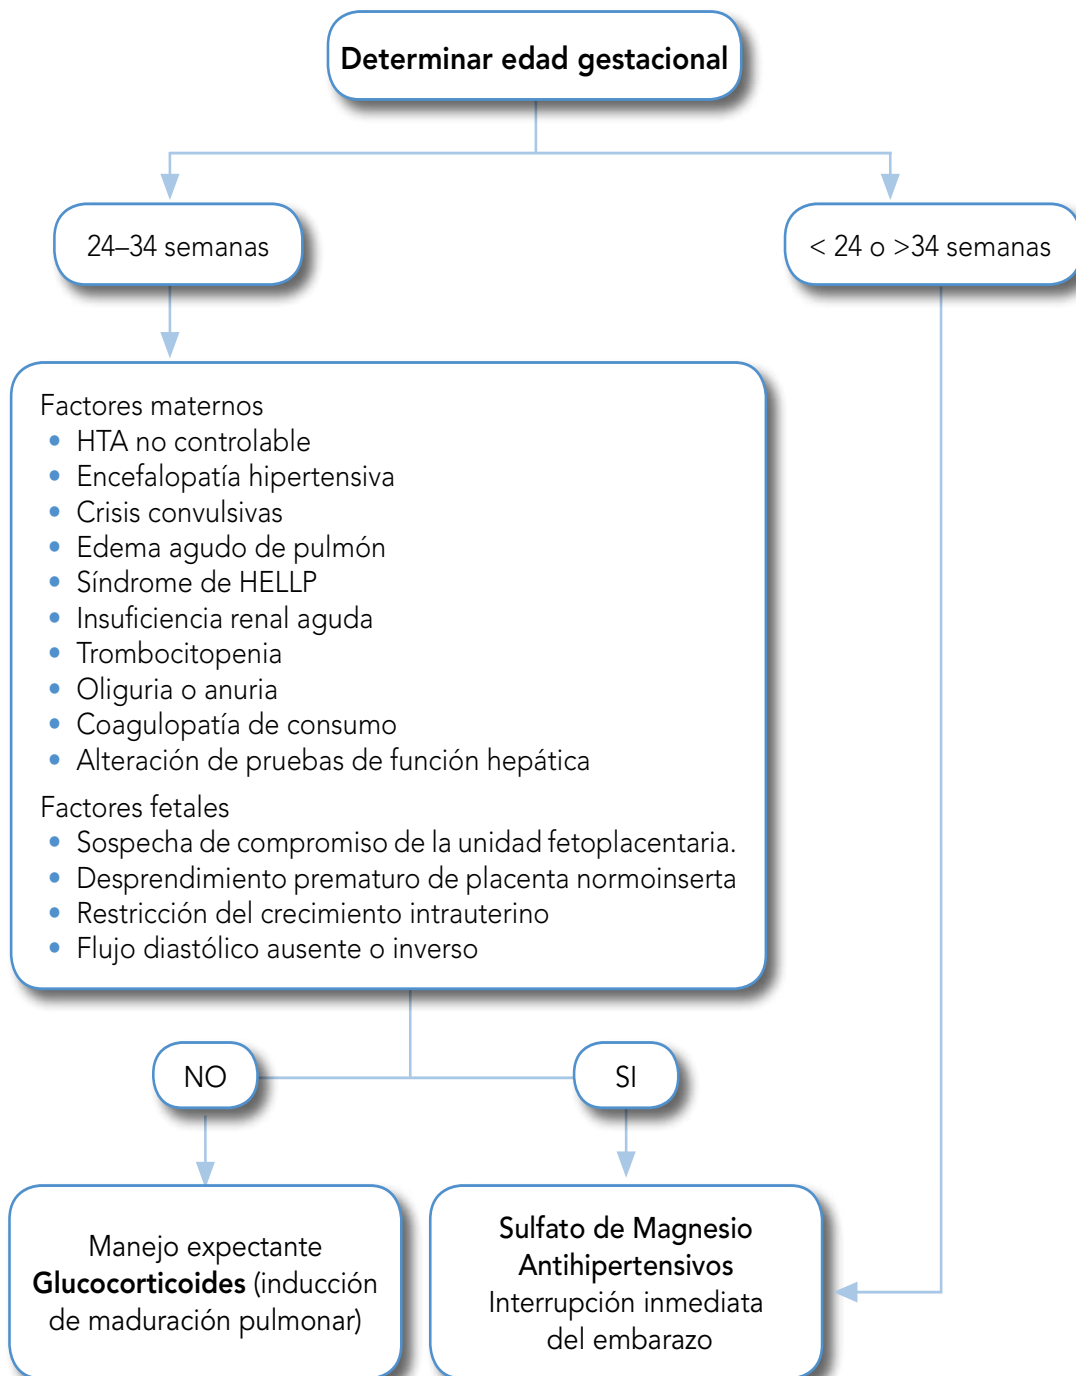 Determinar edad gestacional
24–34 semanas
< 24 o >34 semanas
Factores maternos
• HTA no controlable
• Encefalopatía hipertensiva
• Crisis convulsivas
• Edema agudo de pulmón
• Síndrome de HELLP
• Insuficiencia renal aguda
• Trombocitopenia
• Oliguria o anuria
• Coagulopatía de consumo
• Alteración de pruebas de función hepática
Factores fetales
• Sospecha de compromiso de la unidad fetoplacentaria.
• Desprendimiento prematuro de placenta normoinserta
• Restricción del crecimiento intrauterino
• Flujo diastólico ausente o inverso
NO
SI
Manejo expectante
Glucocorticoides (inducción
de maduración pulmonar)
Sulfato de Magnesio
Antihipertensivos
Interrupción inmediata
del embarazo